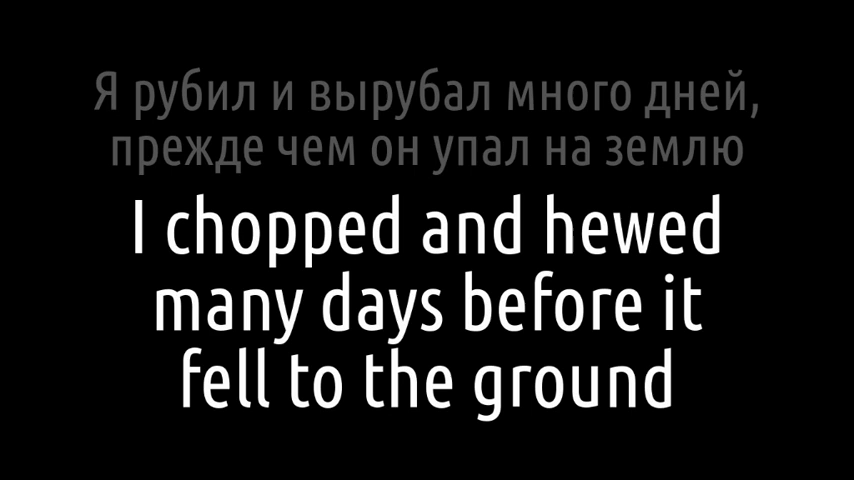 Я рубил и вырубал много дней,
прежде чем он упал на землю
I chopped and hewed
many days before it
fell to the ground